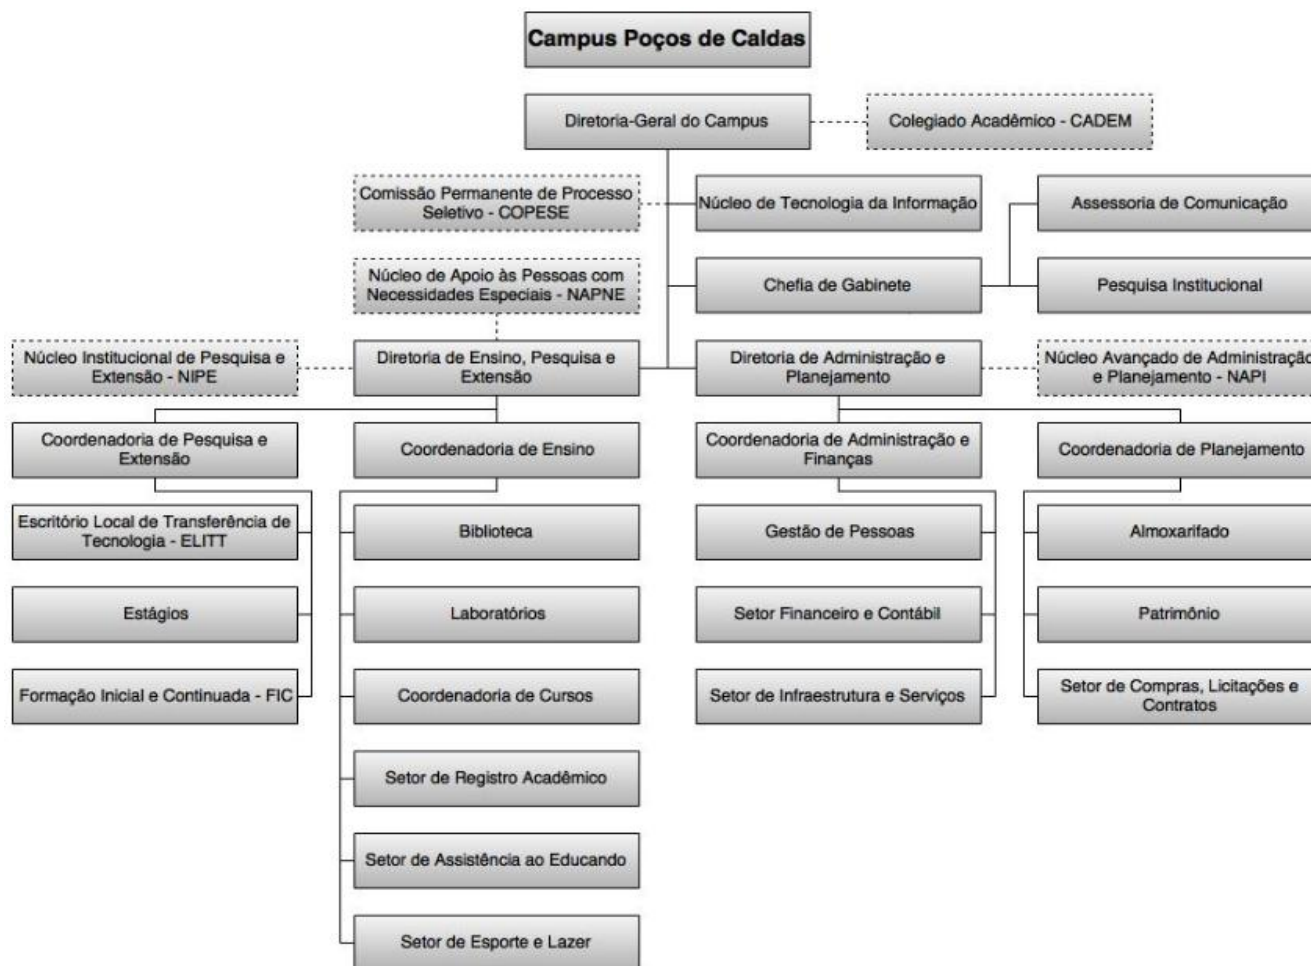 Campus Poços de Caldas
Diretoria-Geral do Campus
Colegiado Acadêmico - CADEM
Comissão Permanente de Processo
Seletivo - COPESE
Núcleo de Tecnologia da Informação
Assessoria de Comunicação
Núcleo de Apoio às Pessoas com
Necessidades Especiais - NAPNE
Chefia de Gabinete
Pesquisa Institucional
Núcleo Institucional de Pesquisa e
Extensão - NIPE
Diretoria de Ensino, Pesquisa e
Extensão
Diretoria de Administração e
Planejamento
Núcleo Avançado de Administração
e Planejamento - NAPI
Coordenadoria de Pesquisa e
Extensão
Coordenadoria de Ensino
Coordenadoria de Administração e
Finanças
Coordenadoria de Planejamento
Escritório Local de Transferência de
Tecnologia - ELITT
Biblioteca
Gestão de Pessoas
Almoxarifado
Estágios
Laboratórios
Setor Financeiro e Contábil
Patrimônio
Formação Inicial e Continuada - FIC
Coordenadoria de Cursos
Setor de Infraestrutura e Serviços
Setor de Compras, Licitações e
Contratos
Setor de Registro Acadêmico
Setor de Assistência ao Educando
Setor de Esporte e Lazer